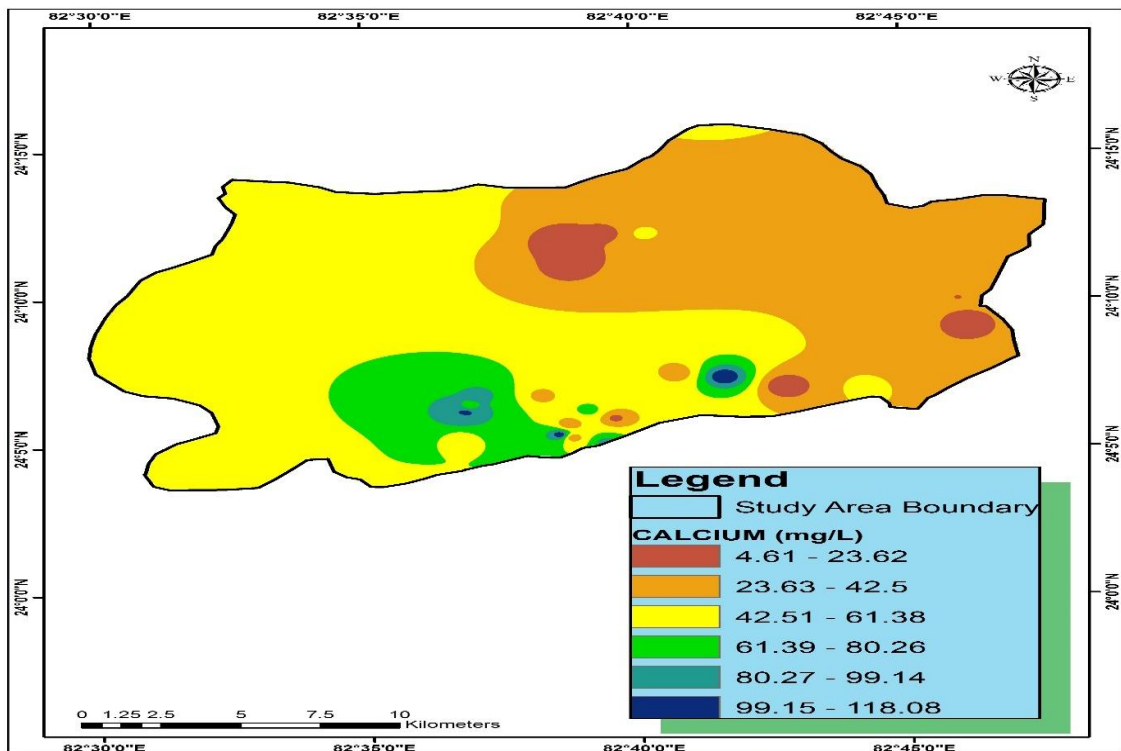 82°30'0"E 82°35'0"E 82°40'0"E 82°45'0"E
N
W E
S
24°15'0"N 24°15'0"N
24°10'0"N 24°10'0"N
24°5'0"N 24°5'0"N
24°0'0"N 24°0'0"N
Legend
Study Area Boundary
CALCIUM (mg/L)
4.61 - 23.62
23.63 - 42.5
42.51 - 61.38
61.39 - 80.26
80.27 - 99.14
99.15 - 118.08
0 1.25 2.5 5 7.5 10
Kilometers
82°30'0"E 82°35'0"E 82°40'0"E 82°45'0"E